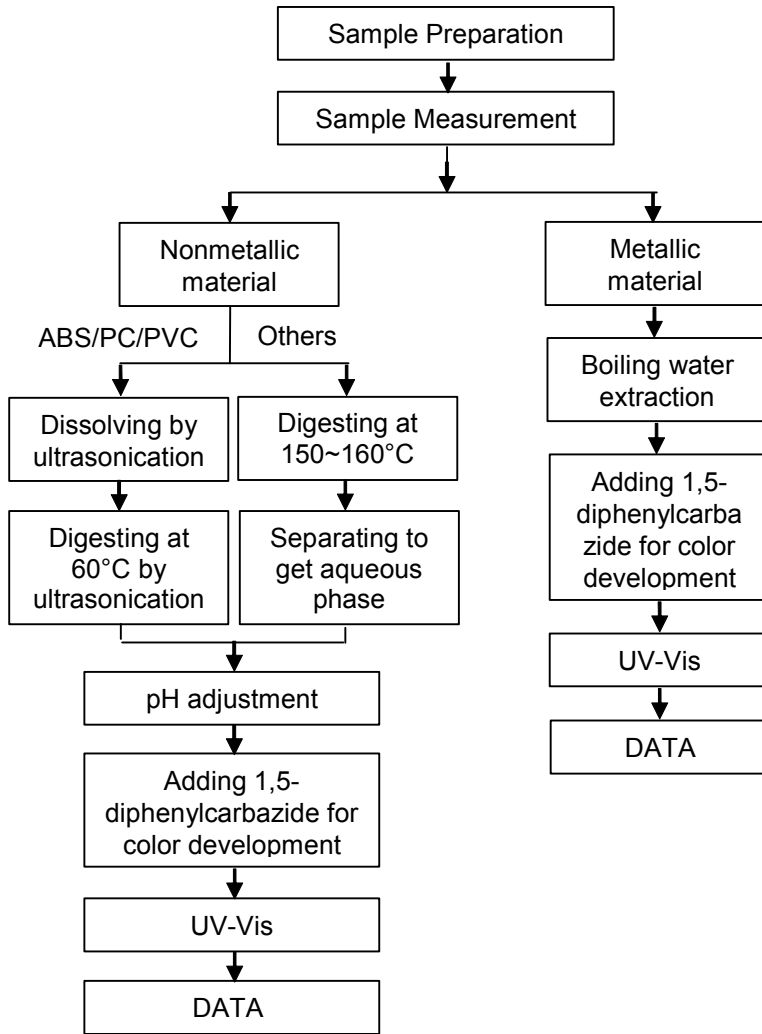 Sample Preparation
Sample Measurement
Nonmetallic
material
ABS/PC/PVC
Others
Dissolving by
ultrasonication
Digesting at
150~160°C
Digesting at
60°C by
ultrasonication
Separating to
get aqueous
phase
pH adjustment
Adding 1,5-
diphenylcarbazide for
color development
UV-Vis
DATA
Metallic
material
Boiling water
extraction
Adding 1,5-
diphenylcarba
zide for color
development
UV-Vis
DATA